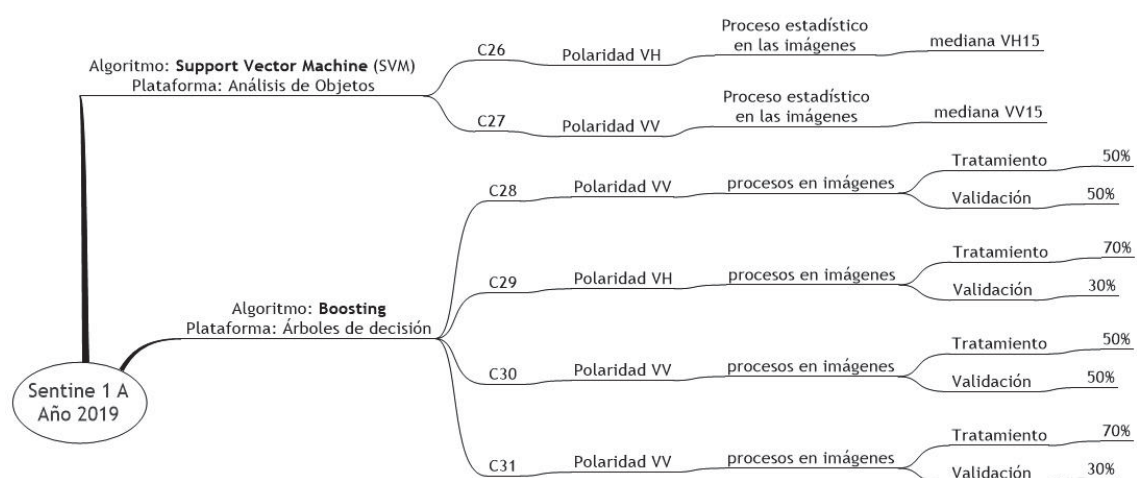 Algoritmo: Support Vector Machine (SVM)
Plataforma: Análisis de Objetos
C26
Polaridad VH
Proceso estadístico
en las imágenes
mediana VH15
C27
Polaridad VV
Proceso estadístico
en las imágenes
mediana VV15
Sentine 1 A
Año 2019
Algoritmo: Boosting
Plataforma: Árboles de decisión
C28
Polaridad VV
procesos en imágenes
Tratamiento
50%
Validación
50%
C29
Polaridad VH
procesos en imágenes
Tratamiento
70%
Validación
30%
C30
Polaridad VV
procesos en imágenes
Tratamiento
50%
Validación
50%
C31
Polaridad VV
procesos en imágenes
Tratamiento
70%
Validación
30%